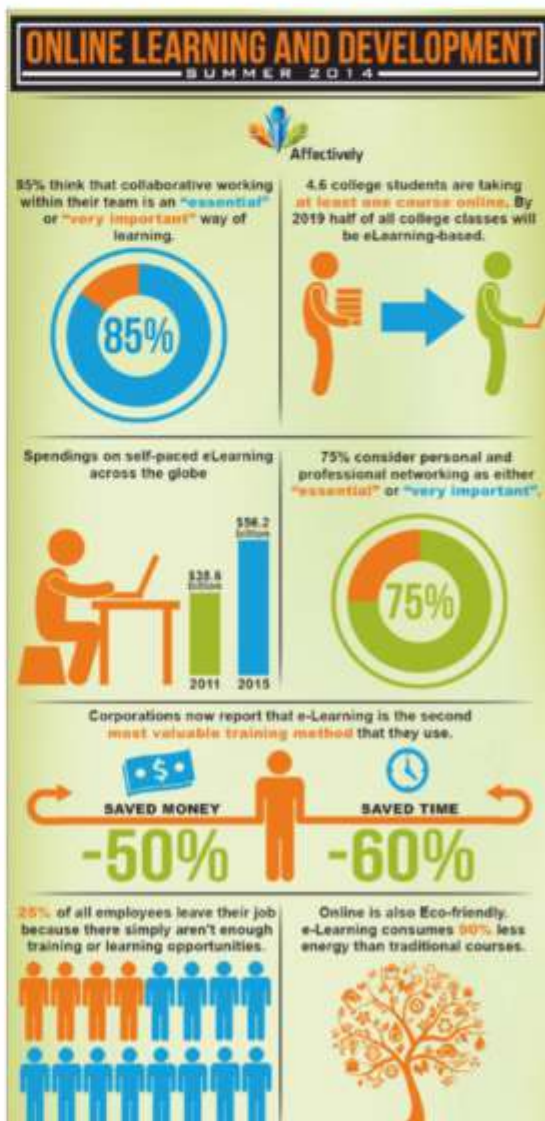 ONLINE LEARNING AND DEVELOPMENT
SUMMER 2014
Affectively
85% think that collaborative working
within their team is an "essential"
or "very important" way of
learning.
85%
4.6 college students are taking
at least one course online. By
2019 half of all college classes will
be eLearning-based.
Spendings on self-paced eLearning
across the globe
$56.2
billion
billion
2011
2015
75% consider personal and
professional networking as either
"essential" or "very important".
75%
Corporations now report that e-Learning is the second
most valuable training method that they use.
SAVED MONEY
-50%
SAVED TIME
-60%
of all employees leave their job
because there simply aren't enough
training or learning opportunities.
Online is also Eco-friendly.
e-Learning consumes 90% less
energy than traditional courses.